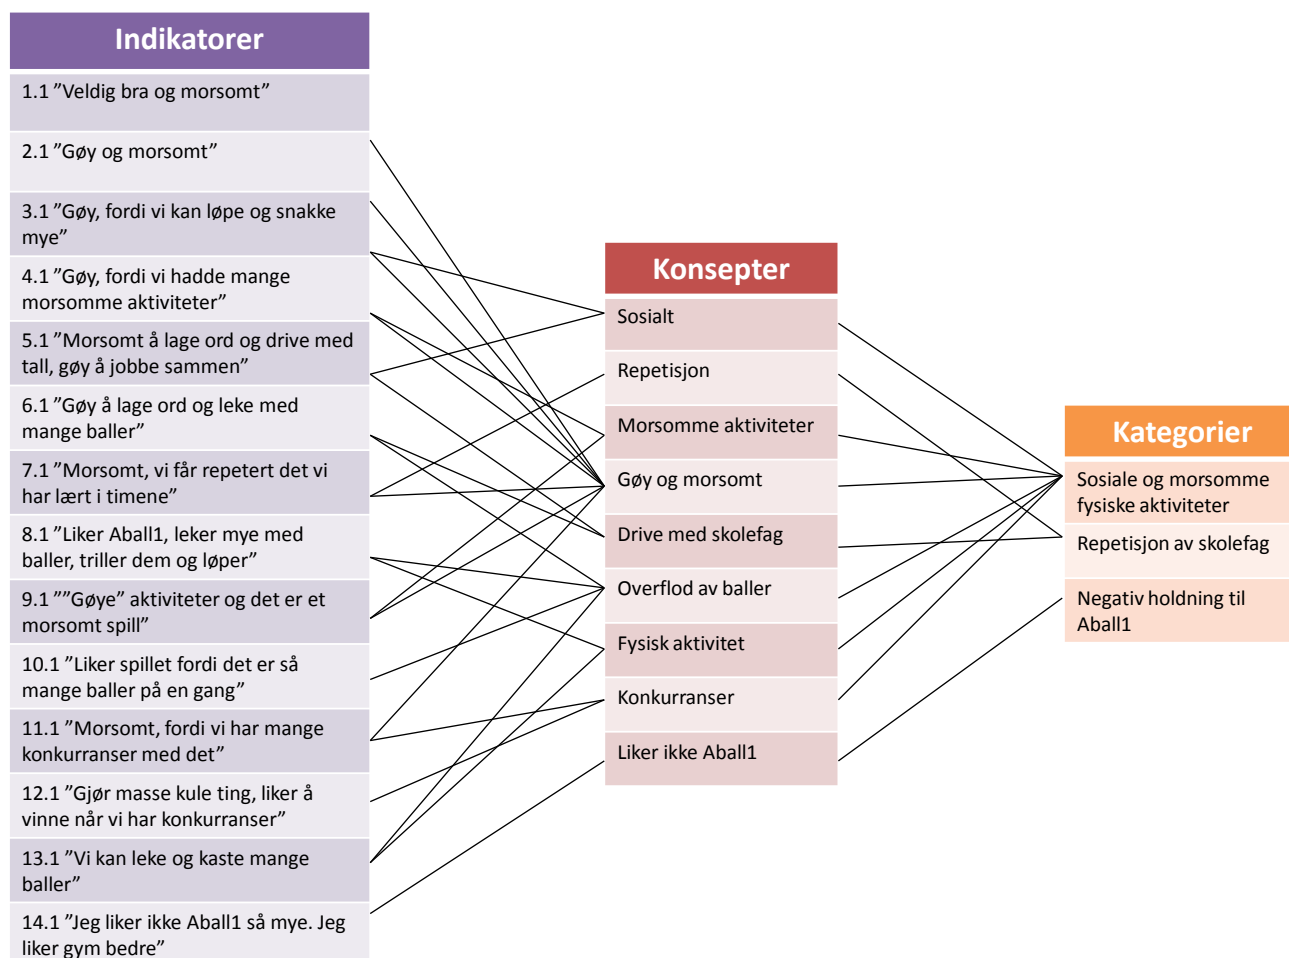 Indikatorer
1.1 ”Veldig bra og morsomt”
2.1 ”Gøy og morsomt”
3.1 ”Gøy, fordi vi kan løpe og snakke
mye”
4.1 ”Gøy, fordi vi hadde mange
morsomme aktiviteter”
5.1 ”Morsomt å lage ord og drive med
tall, gøy å jobbe sammen”
6.1 ”Gøy å lage ord og leke med
mange baller”
7.1 ”Morsomt, vi får repetert det vi
har lært i timene”
8.1 ”Liker Aball1, leker mye med
baller, triller dem og løper”
9.1 ””Gøye” aktiviteter og det er et
morsomt spill”
10.1 ”Liker spillet fordi det er så
mange baller på en gang”
11.1 ”Morsomt, fordi vi har mange
konkurranser med det”
12.1 ”Gjør masse kule ting, liker å
vinne når vi har konkurranser”
13.1 ”Vi kan leke og kaste mange
baller”
14.1 ”Jeg liker ikke Aball1 så mye. Jeg
liker gym bedre”
Konsepter
Sosialt
Repetisjon
Morsomme aktiviteter
Gøy og morsomt
Drive med skolefag
Overflod av baller
Fysisk aktivitet
Konkurranser
Liker ikke Aball1
Kategorier
Sosiale og morsomme
fysiske aktiviteter
Repetisjon av skolefag
Negativ holdning til
Aball1